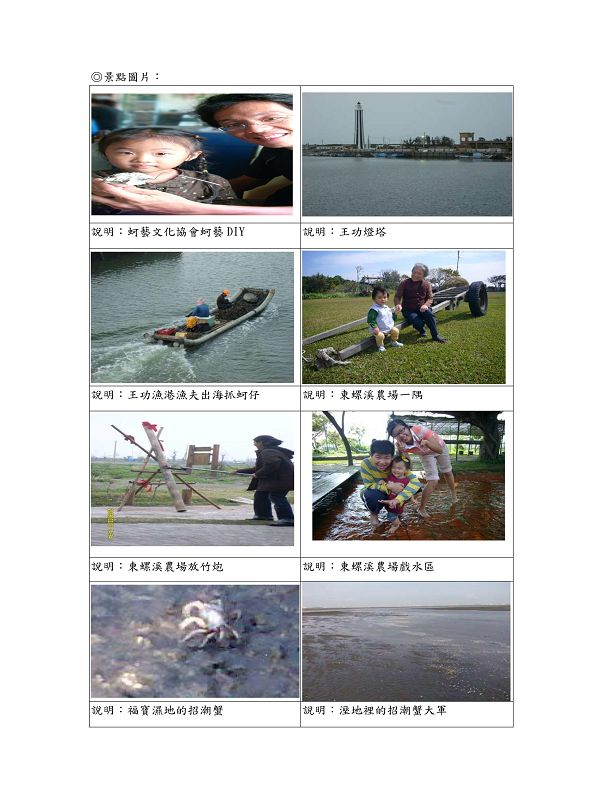 ◎景點圖片：
說明：蚵藝文化協會蚵藝 DIY
說明：王功燈塔
說明：王功漁港漁夫出海抓蚵仔
說明：東螺溪農場一隅
說明：東螺溪農場放竹炮
說明：東螺溪農場戲水區
說明：福寶濕地的招潮蟹
說明：溼地裡的招潮蟹大軍